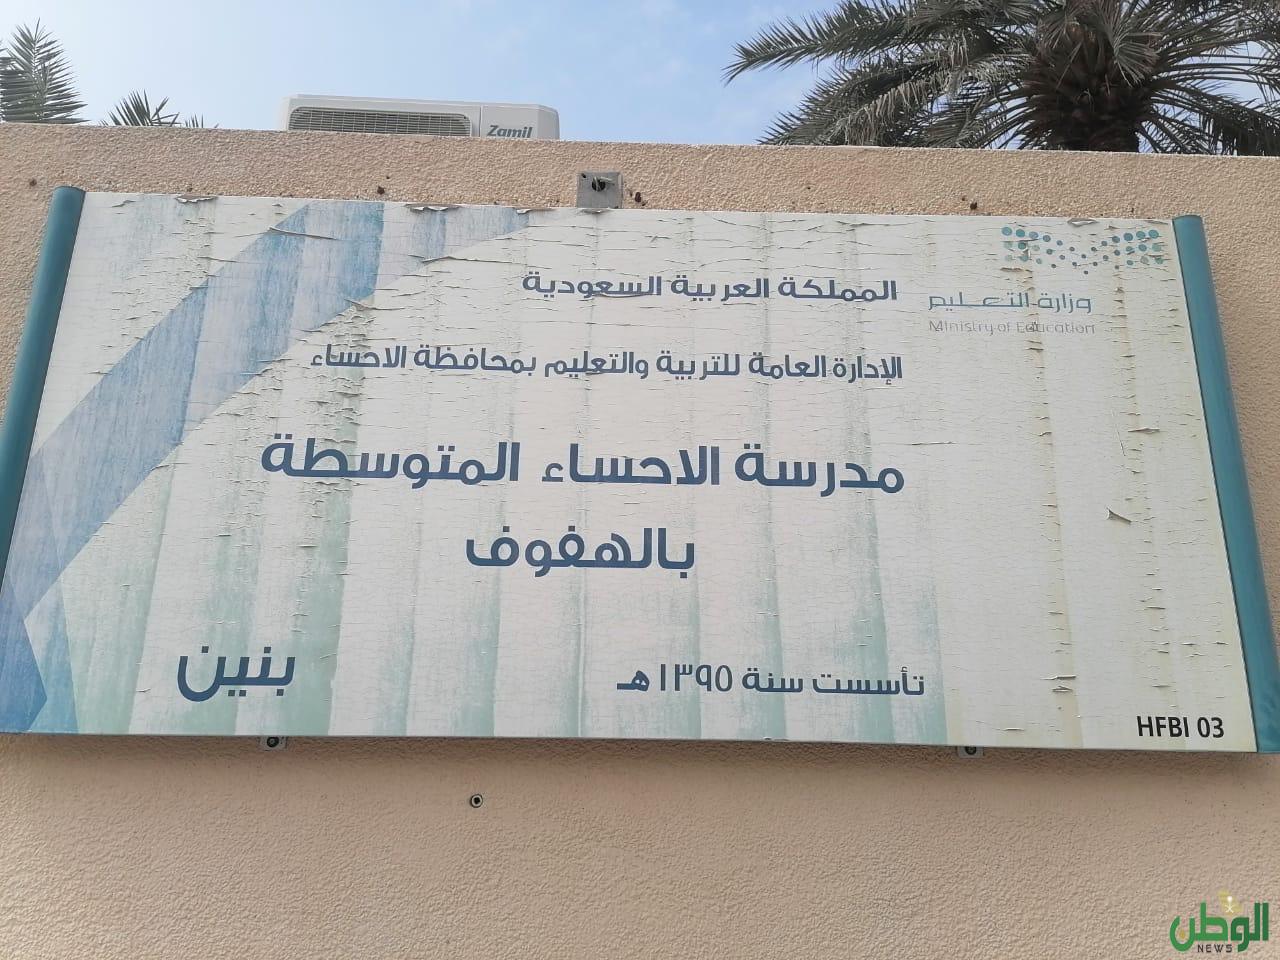 Zamil
المملكة العربية السعودية
وزارة التعليم
Ministry of Education
الإدارة العامة للتربية والتعليم بمحافظة الاحساء
مدرسة الاحساء المتوسطة
بالهفوف
تأسست سنة ١٣٩٥هـ
بنين
HFBI 03
الوطن
NEWS